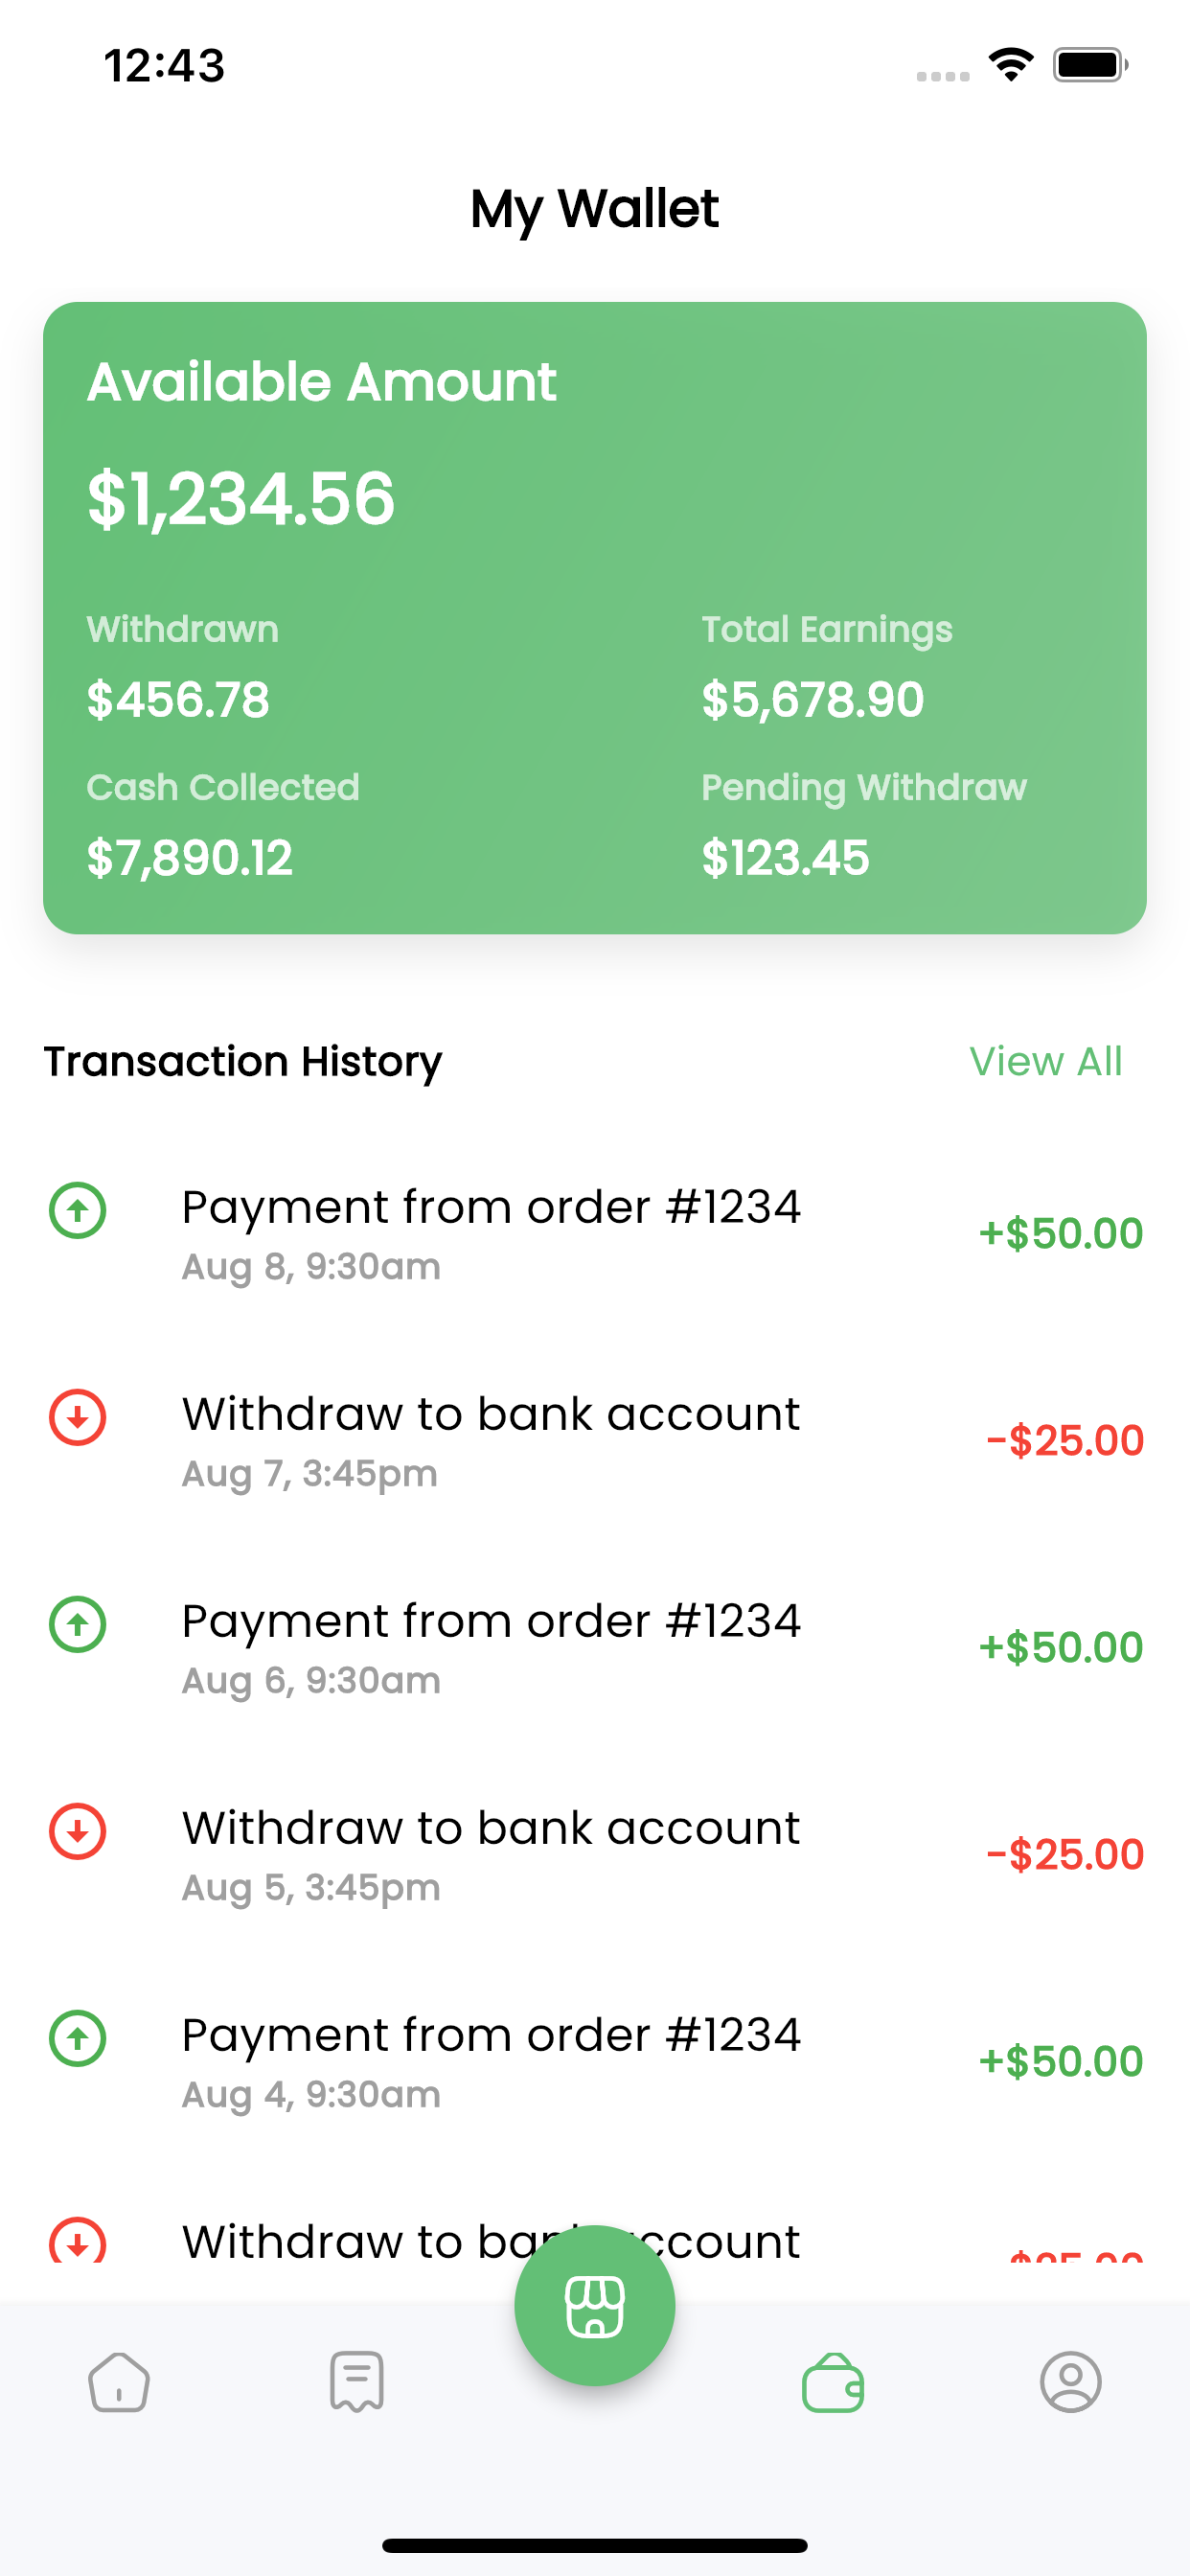 12:43
My Wallet
Available Amount
$1,234.56
Withdrawn
Total Earnings
$456.78
$5,678.90
Cash Collected
Pending Withdraw
$7,890.12
$123.45
Transaction History
View All
Payment from order #1234
+$50.00
Aug 8, 9:30am
Withdraw to bank account
-$25.00
Aug 7, 3:45pm
Payment from order #1234
+$50.00
Aug 6, 9:30am
Withdraw to bank account
-$25.00
Aug 5, 3:45pm
Payment from order #1234
+$50.00
Aug 4, 9:30am
Withdraw to bank account